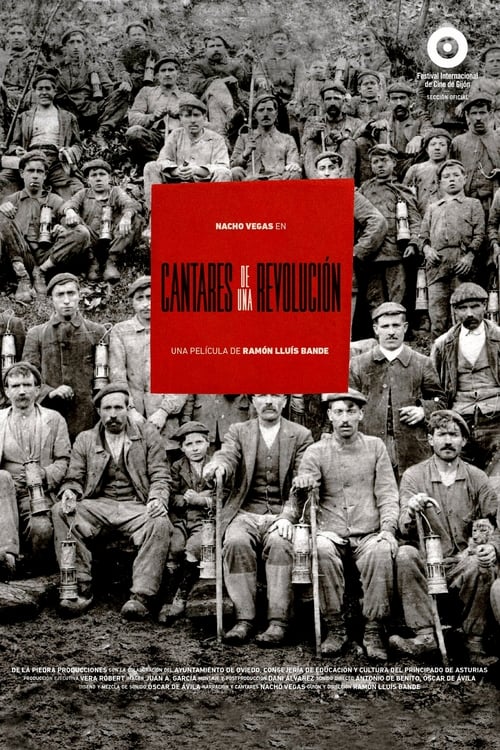 Festival Internacional
de Cine de Gijón
SECCIÓN OFICIAL
NACHO VEGAS EN
CANTARES DE UNA REVOLUCIÓN
UNA PELÍCULA DE RAMÓN LLUÍS BANDE
DE LA PIEDRA PRODUCCIONES CON LA COLABORACIÓN DEL AYUNTAMIENTO DE OVIEDO, CONSEJERÍA DE EDUCACIÓN Y CULTURA DEL PRINCIPADO DE ASTURIAS
PRODUCCIÓN EJECUTIVA VERA ROBERT IMAGEN JUAN A. GARCÍA MONTAJE Y POSTPRODUCCIÓN DANI ÁLVAREZ SONIDO DIRECTO ANTONIO DE BENITO, ÓSCAR DE ÁVILA
DISEÑO Y MEZCLA DE SONIDO ÓSCAR DE ÁVILA NARRACIÓN Y CANTARES NACHO VEGAS GUIÓN Y DIRECCIÓN RAMÓN LLUÍS BANDE